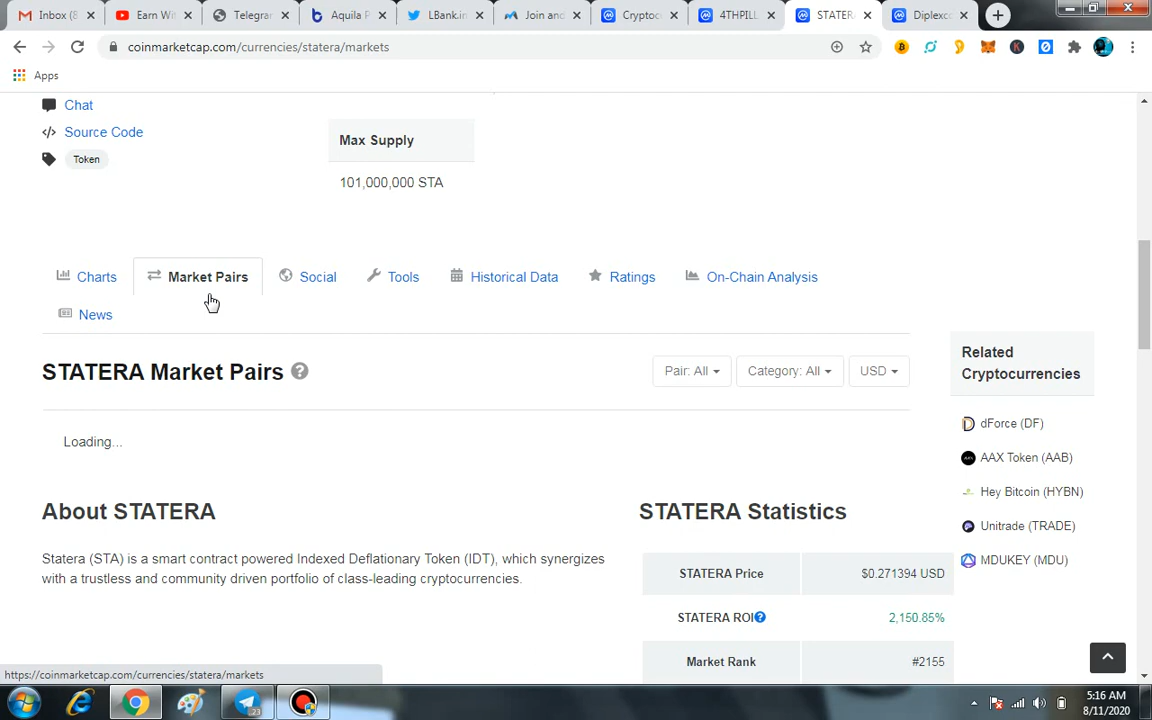 Inbox (8
Earn Wi
Telegran
Aquila P
LBank.in
Join and
Cryptoc
4THPILL
STATERA
Diplexco
coinmarketcap.com/currencies/statera/markets
Apps
Chat
Source Code
Token
Max Supply
101,000,000 STA
Charts
Market Pairs
Social
Tools
Historical Data
Ratings
On-Chain Analysis
News
STATERA Market Pairs
Pair: All
Category: All
USD
Loading...
Related
Cryptocurrencies
dForce (DF)
AAX Token (AAB)
Hey Bitcoin (HYBN)
Unitrade (TRADE)
MDUKEY (MDU)
About STATERA
Statera (STA) is a smart contract powered Indexed Deflationary Token (IDT), which synergizes
with a trustless and community driven portfolio of class-leading cryptocurrencies.
STATERA Statistics
STATERA Price $0.271394 USD
STATERA ROI 2,150.85%
Market Rank #2155
https://coinmarketcap.com/currencies/statera/markets
5:16 AM
8/11/2020